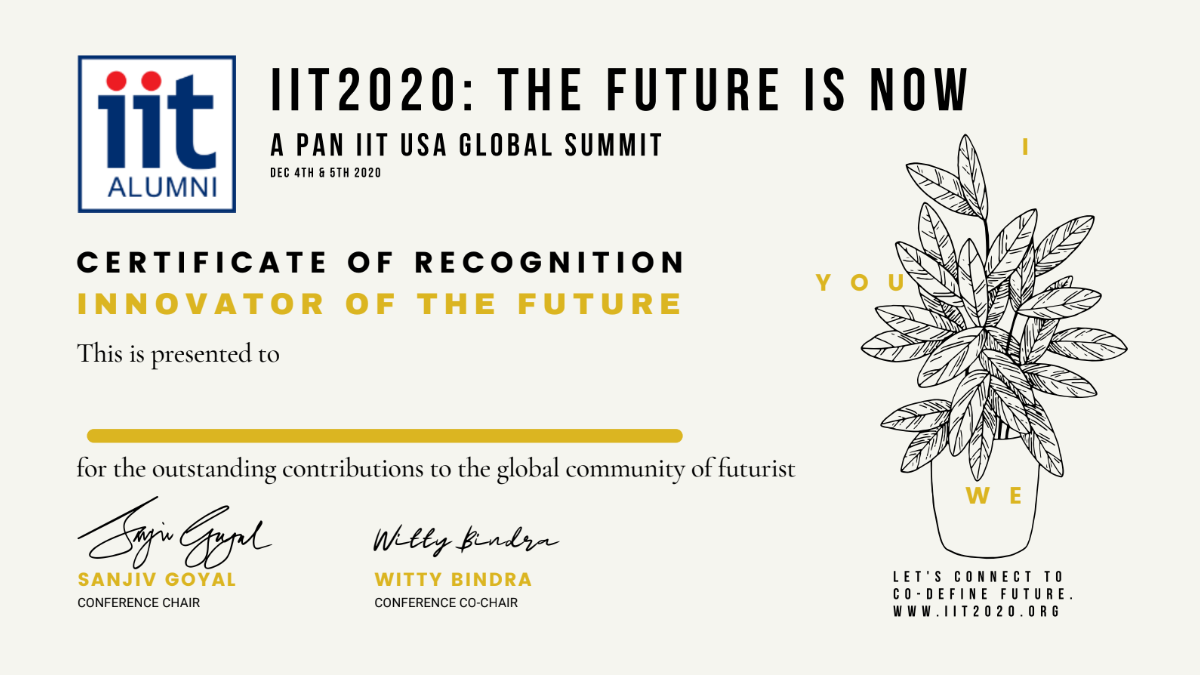 iit
ALUMNI
IIT2020: THE FUTURE IS NOW
A PAN IIT USA GLOBAL SUMMIT
DEC 4TH & 5TH 2020
I
CERTIFICATE OF RECOGNITION
YOU
INNOVATOR OF THE FUTURE
This is presented to
for the outstanding contributions to the global community of futurist
WE
Sanjiv Goyal
Witty Bindra
SANJIV GOYAL
WITTY BINDRA
CONFERENCE CHAIR
CONFERENCE CO-CHAIR
LET'S CONNECT TO
CO-DEFINE FUTURE.
WWW.IIT2020.ORG